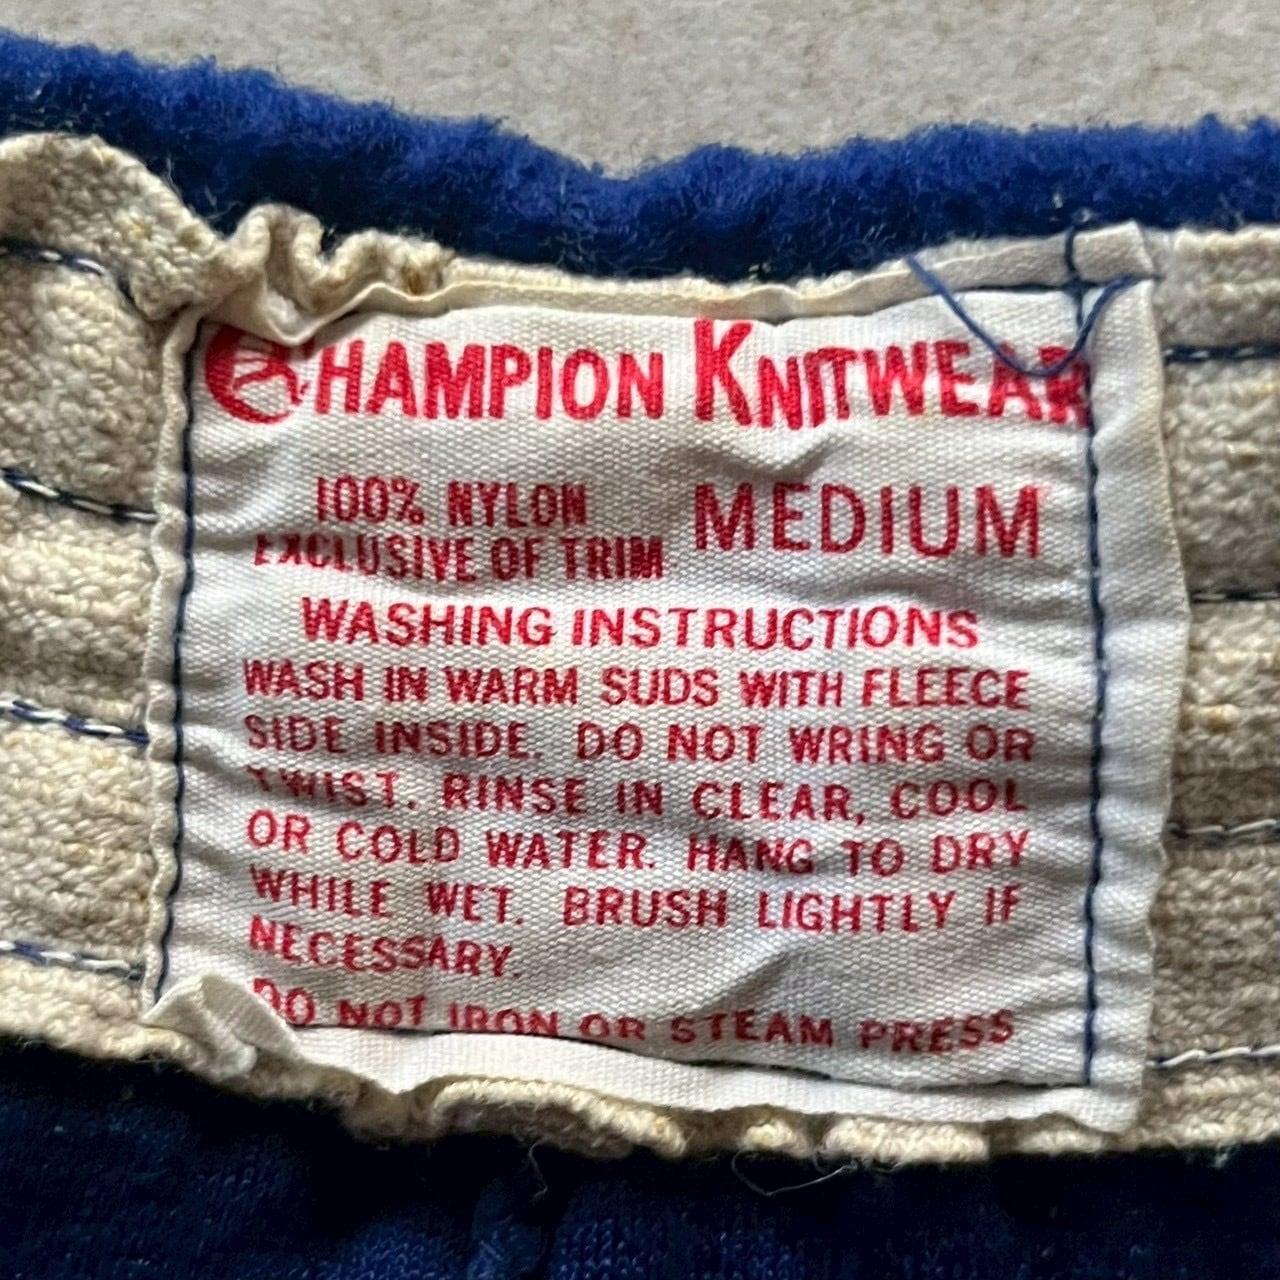 CHAMPION KNITWEAR
100% NYLON
EXCLUSIVE OF TRIM
MEDIUM
WASHING INSTRUCTIONS
WASH IN WARM SUDS WITH FLEECE
SIDE INSIDE. DO NOT WRING OR
TWIST. RINSE IN CLEAR, COOL
OR COLD WATER. HANG TO DRY
WHILE WET. BRUSH LIGHTLY IF
NECESSARY.
DO NOT IRON OR STEAM PRESS